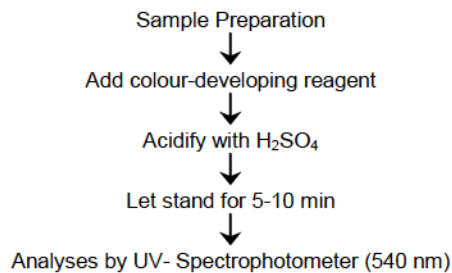 Sample Preparation
Add colour-developing reagent
Acidify with H₂SO₄
Let stand for 5-10 min
Analyses by UV- Spectrophotometer (540 nm)